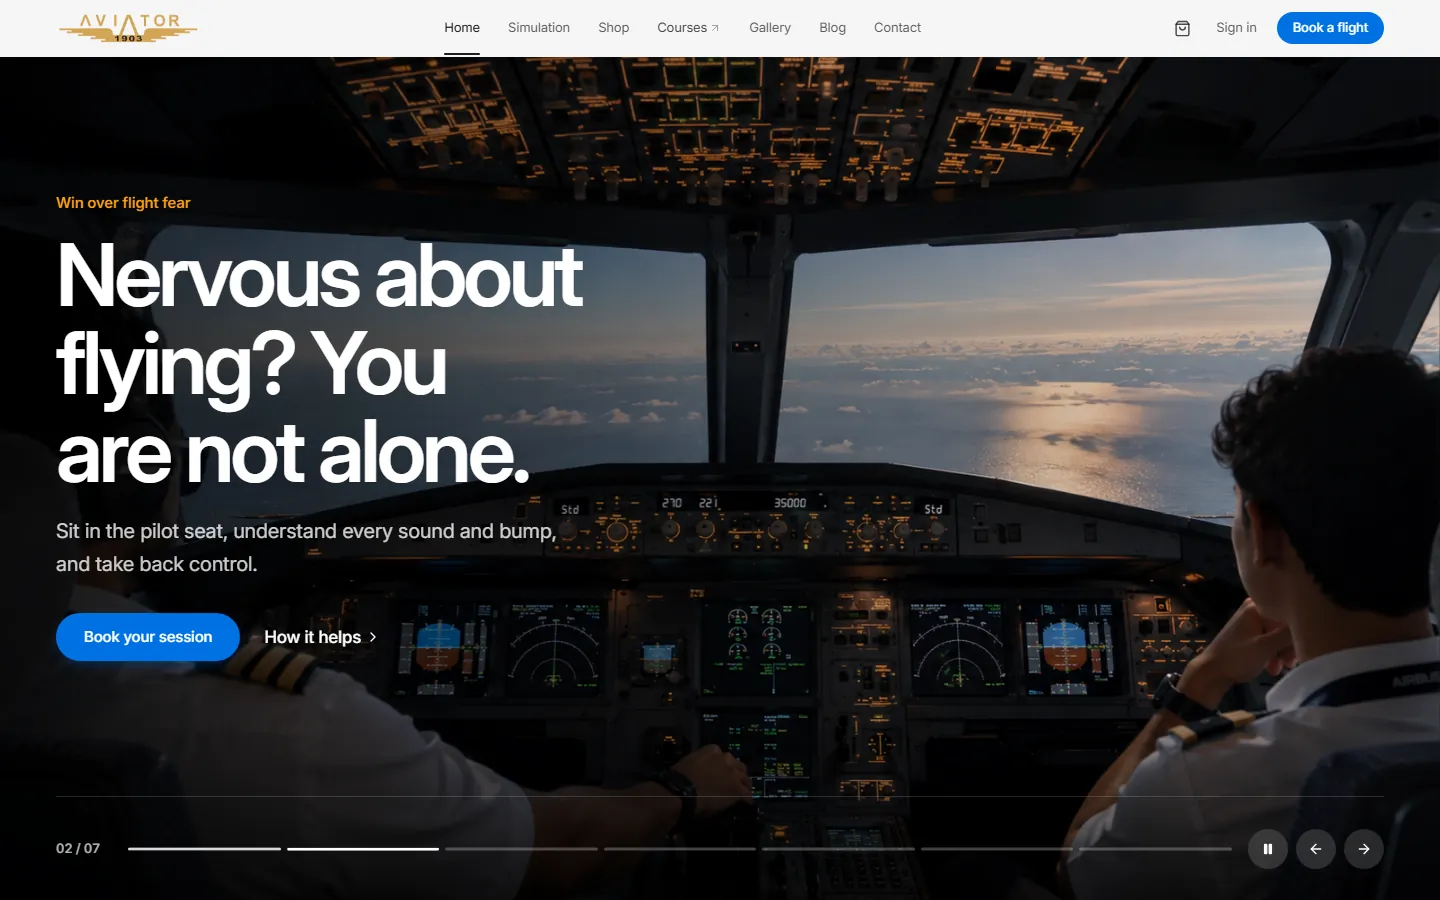 AVIATOR
1903
Home
Simulation
Shop
Courses
Gallery
Blog
Contact
Sign in
Book a flight
Win over flight fear
Nervous about
flying? You
are not alone.
Sit in the pilot seat, understand every sound and bump,
and take back control.
Book your session
How it helps
Std
270 221 35000
Std
02 / 07